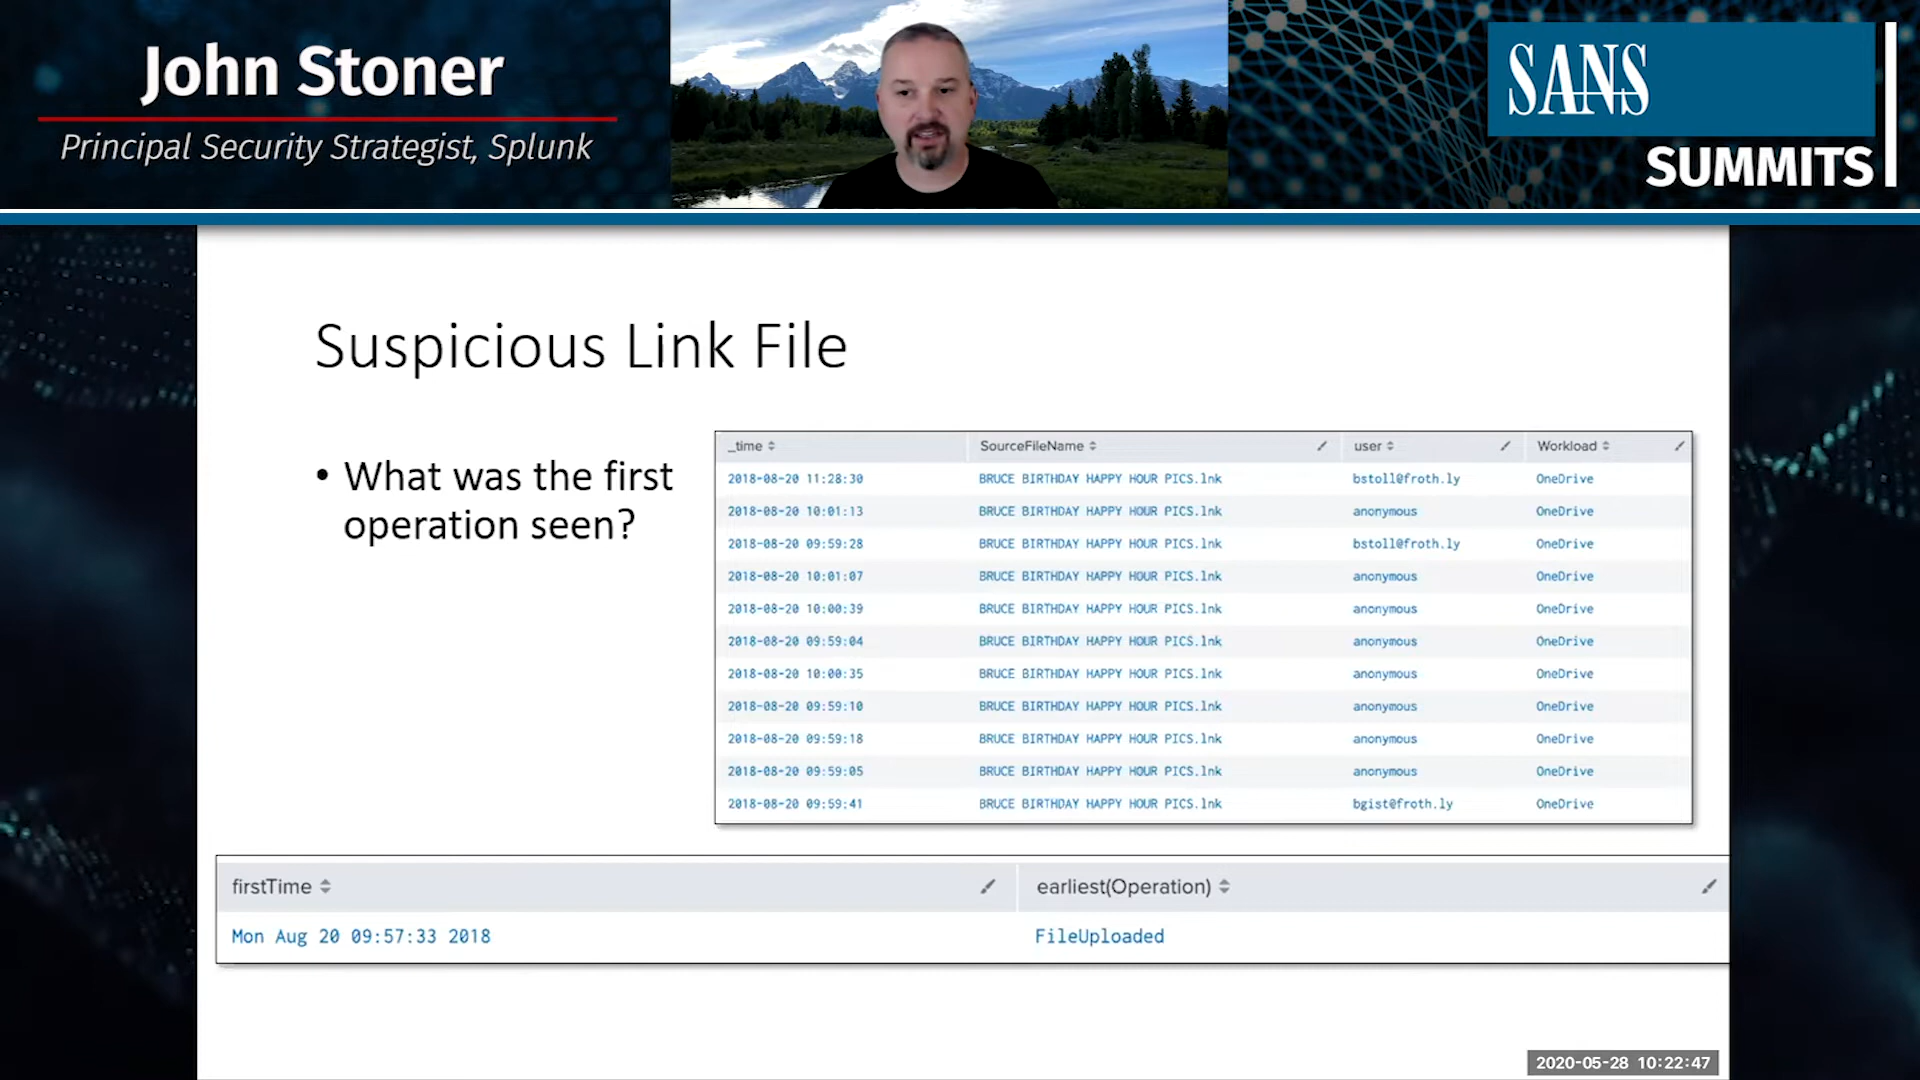 John Stoner
Principal Security Strategist, Splunk
SANS
SUMMITS
Suspicious Link File
• What was the first
operation seen?
_time SourceFileName user Workload
2018-08-20 11:28:30 BRUCE BIRTHDAY HAPPY HOUR PICS.lnk bstoll@froth.ly OneDrive
2018-08-20 10:01:13 BRUCE BIRTHDAY HAPPY HOUR PICS.lnk anonymous OneDrive
2018-08-20 09:59:28 BRUCE BIRTHDAY HAPPY HOUR PICS.lnk bstoll@froth.ly OneDrive
2018-08-20 10:01:07 BRUCE BIRTHDAY HAPPY HOUR PICS.lnk anonymous OneDrive
2018-08-20 10:00:39 BRUCE BIRTHDAY HAPPY HOUR PICS.lnk anonymous OneDrive
2018-08-20 09:59:04 BRUCE BIRTHDAY HAPPY HOUR PICS.lnk anonymous OneDrive
2018-08-20 10:00:35 BRUCE BIRTHDAY HAPPY HOUR PICS.lnk anonymous OneDrive
2018-08-20 09:59:10 BRUCE BIRTHDAY HAPPY HOUR PICS.lnk anonymous OneDrive
2018-08-20 09:59:18 BRUCE BIRTHDAY HAPPY HOUR PICS.lnk anonymous OneDrive
2018-08-20 09:59:05 BRUCE BIRTHDAY HAPPY HOUR PICS.lnk anonymous OneDrive
2018-08-20 09:59:41 BRUCE BIRTHDAY HAPPY HOUR PICS.lnk bgist@froth.ly OneDrive
firstTime earliest(Operation)
Mon Aug 20 09:57:33 2018 FileUploaded
2020-05-28 10:22:47